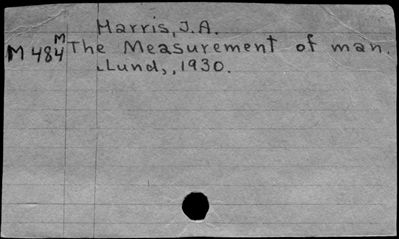 Harris, J.A.
M 484 M The Measurement of man.
Lund, , 1930.